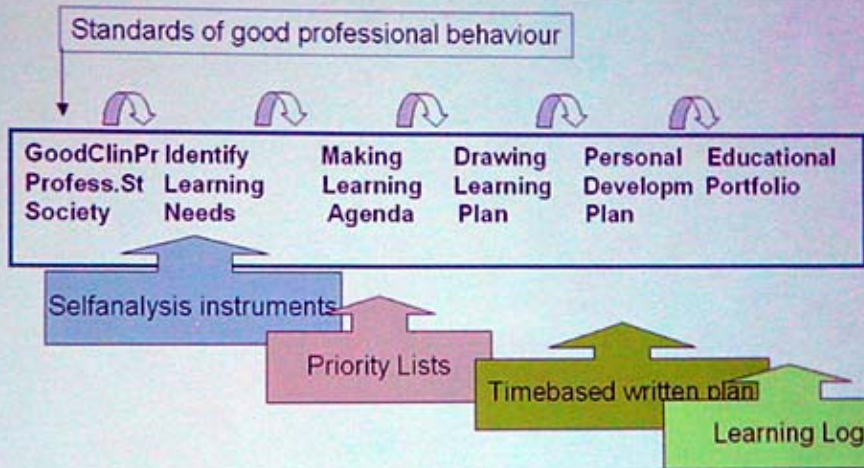 Standards of good professional behaviour
GoodClinPr
Profess.St
Society
Identify
Learning
Needs
Making
Learning
Agenda
Drawing
Learning
Plan
Personal
Developm
Plan
Educational
Portfolio
Selfanalysis instruments
Priority Lists
Timebased written plan
Learning Log